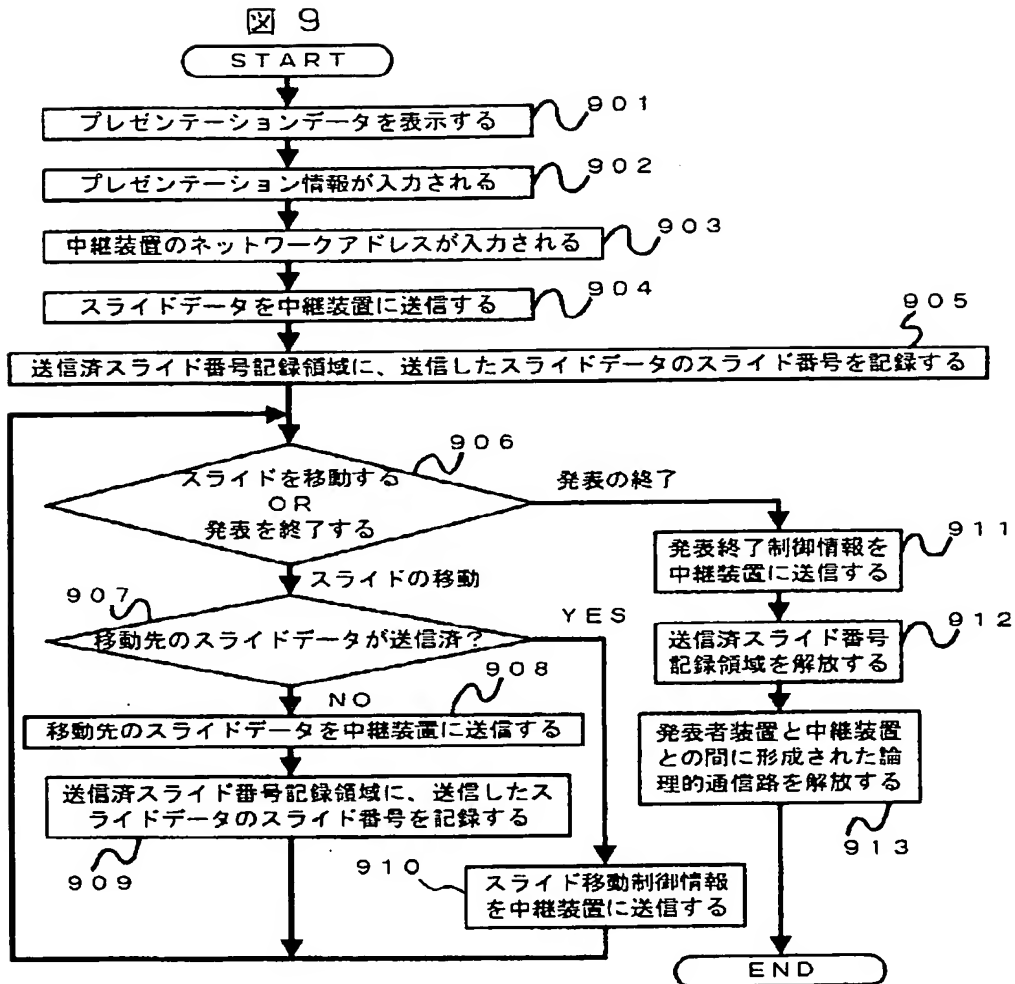 図 9
START
プレゼンテーションデータを表示する
901
プレゼンテーション情報が入力される
902
中継装置のネットワークアドレスが入力される
903
スライドデータを中継装置に送信する
904
905
送信済スライド番号記録領域に、送信したスライドデータのスライド番号を記録する
906
スライドを移動する
OR
発表を終了する
発表の終了
スライドの移動
907
移動先のスライドデータが送信済?
YES
NO
908
移動先のスライドデータを中継装置に送信する
送信済スライド番号記録領域に、送信したス
ライドデータのスライド番号を記録する
909
910
スライド移動制御情報
を中継装置に送信する
発表終了制御情報を
中継装置に送信する
911
送信済スライド番号
記録領域を解放する
912
発表者装置と中継装置
との間に形成された論
理的通信路を解放する
913
END